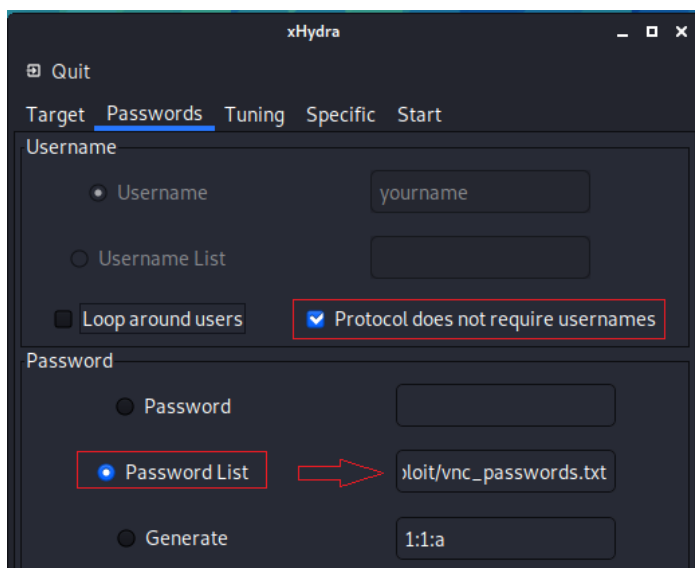 xHydra
Quit
Target Passwords Tuning Specific Start
Username
Username yourname
Username List
Loop around users Protocol does not require usernames
Password
Password
Password List loit/vnc_passwords.txt
Generate 1:1:a